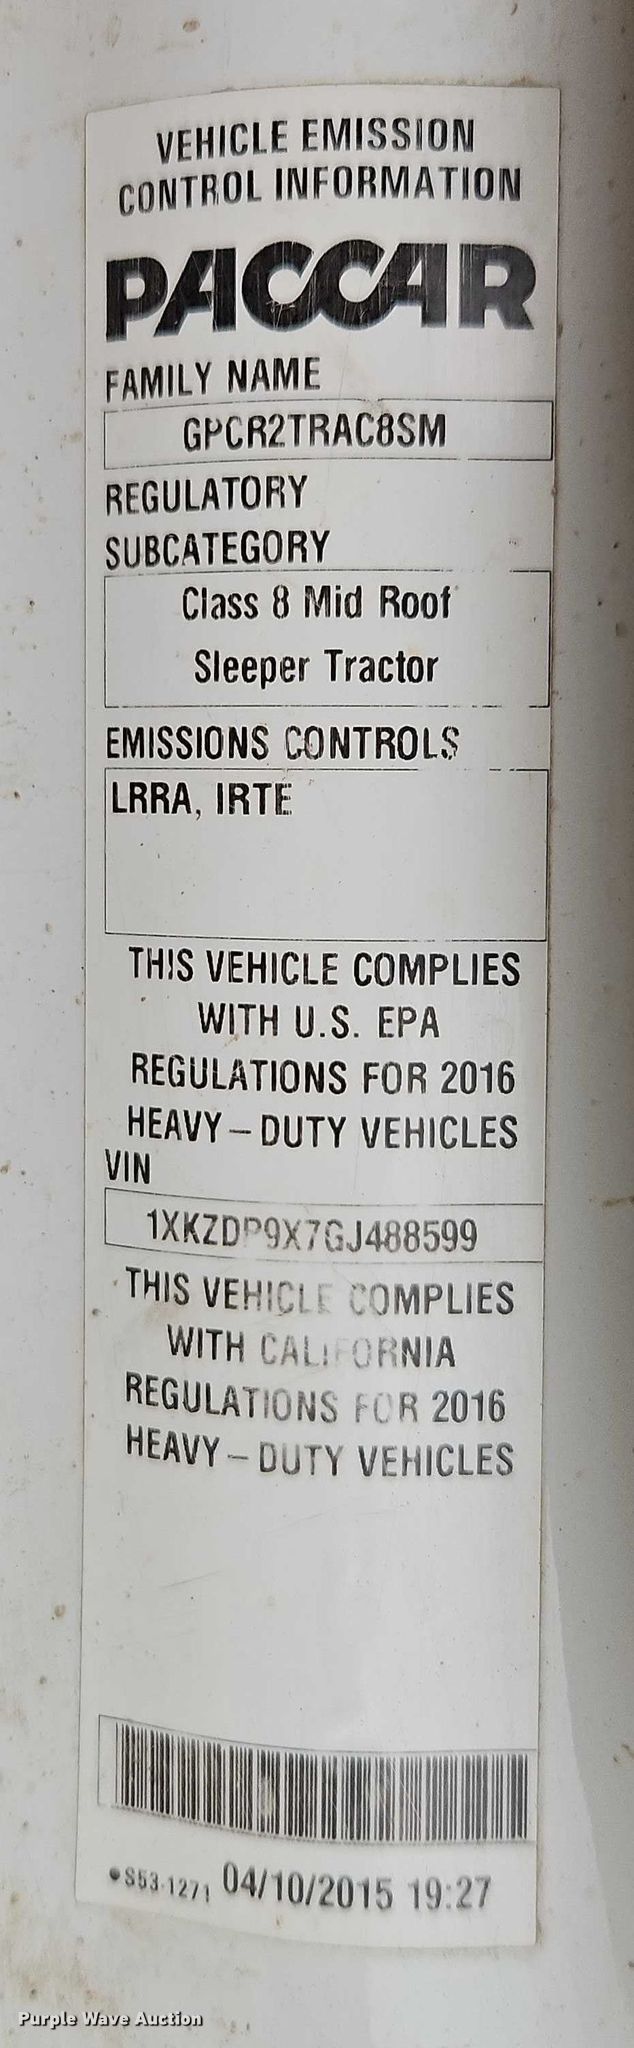 VEHICLE EMISSION
CONTROL INFORMATION
PACCAR
FAMILY NAME
GPCR2TRAC8SM
REGULATORY
SUBCATEGORY
Class 8 Mid Roof
Sleeper Tractor
EMISSIONS CONTROLS
LRRA, IRTE
THIS VEHICLE COMPLIES
WITH U.S. EPA
REGULATIONS FOR 2016
HEAVY – DUTY VEHICLES
VIN
1XKZDP9X7GJ488599
THIS VEHICLE COMPLIES
WITH CALIFORNIA
REGULATIONS FOR 2016
HEAVY – DUTY VEHICLES
•S53-1271 04/10/2015 19:27
Purple Wave Auction